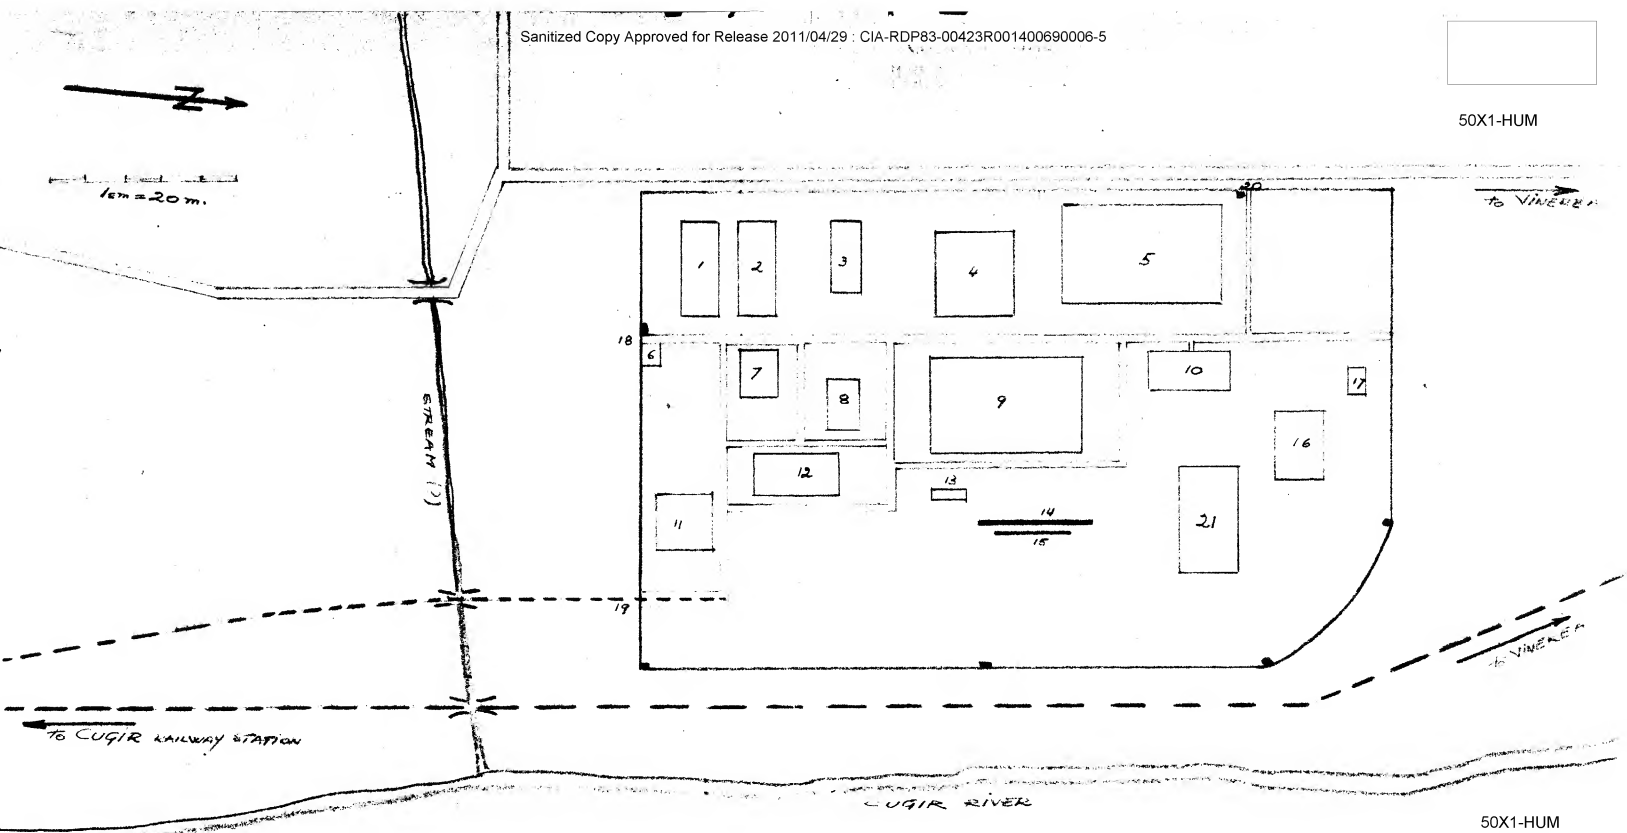 Sanitized Copy Approved for Release 2011/04/29 : CIA-RDP83-00423R001400690006-5
N
50X1-HUM
1cm = 20 m.
20
to VINEREA
1
2
3
4
5
18
6
7
8
9
10
17
16
STREAM (?)
12
13
11
14
15
21
19
to VINEREA
to CUGIR RAILWAY STATION
CUGIR RIVER
50X1-HUM